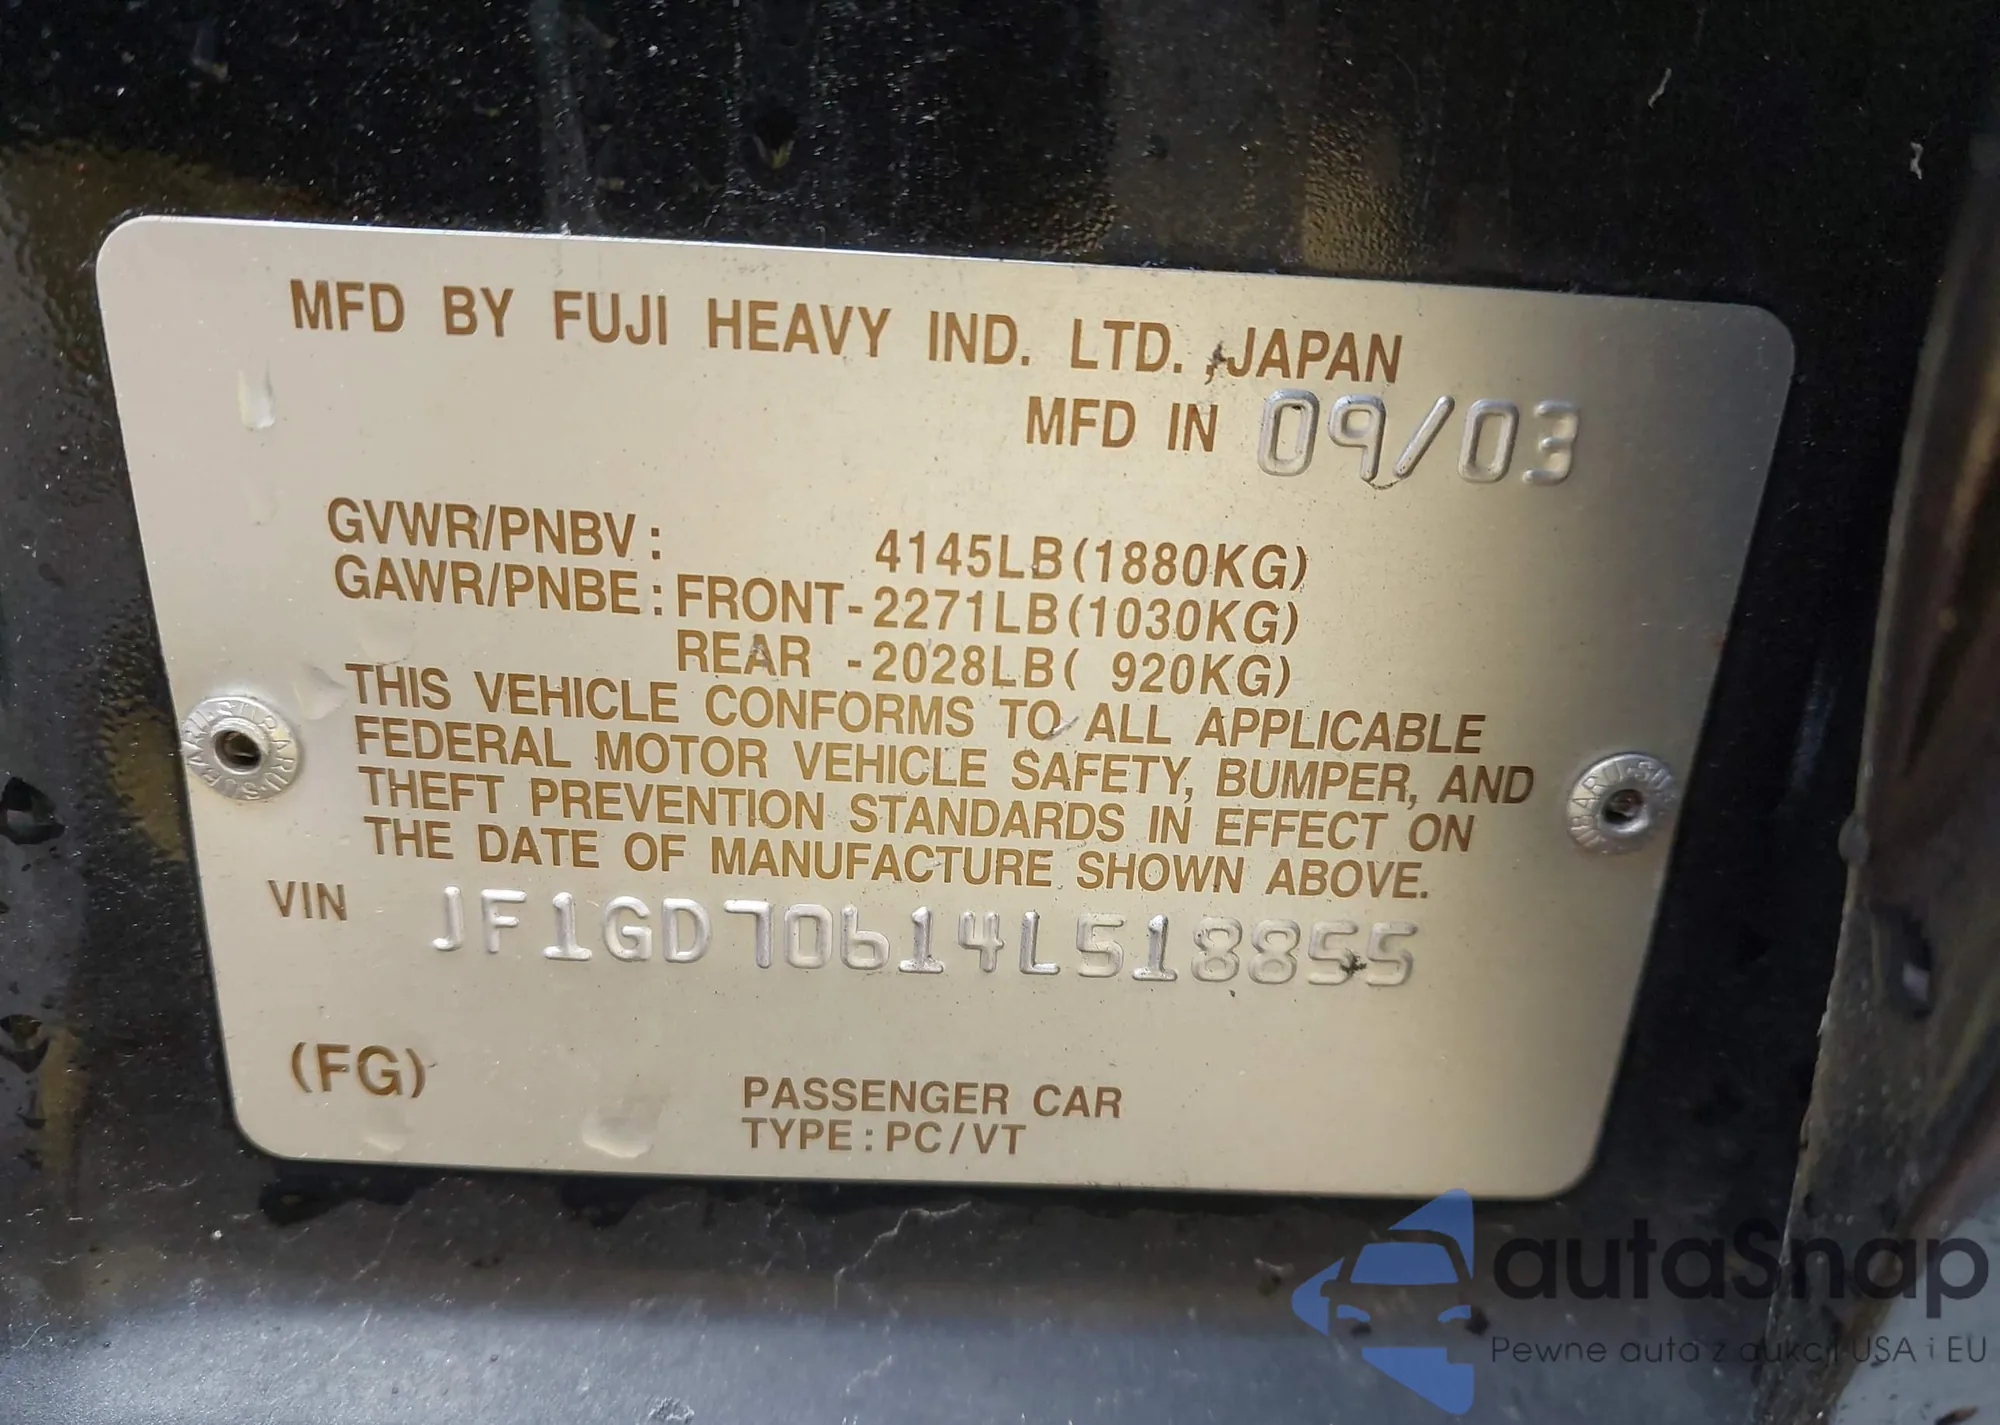 MFD BY FUJI HEAVY IND. LTD., JAPAN
MFD IN 09/03
GVWR/PNBV: 4145LB(1880KG)
GAWR/PNBE: FRONT-2271LB(1030KG)
REAR -2028LB( 920KG)
THIS VEHICLE CONFORMS TO ALL APPLICABLE
FEDERAL MOTOR VEHICLE SAFETY, BUMPER, AND
THEFT PREVENTION STANDARDS IN EFFECT ON
THE DATE OF MANUFACTURE SHOWN ABOVE.
VIN JF1GD70614L518855
(FG)
PASSENGER CAR
TYPE: PC/VT
SUBARU
SUBARU
autaSnap
Pewne auta z aukcji USA i EU